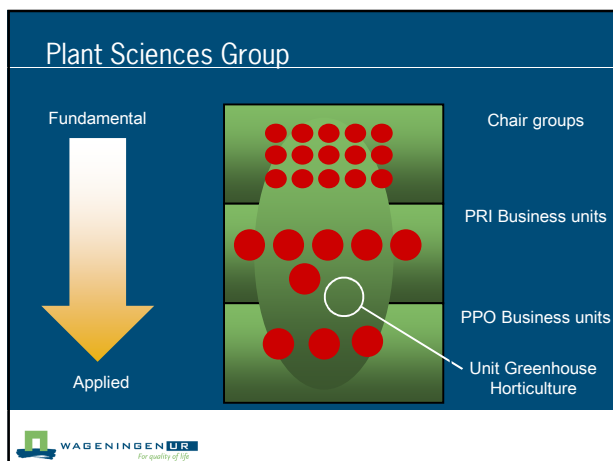 Plant Sciences Group
Fundamental
Chair groups
PRI Business units
PPO Business units
Unit Greenhouse
Horticulture
Applied
WAGENINGEN UR
For quality of life